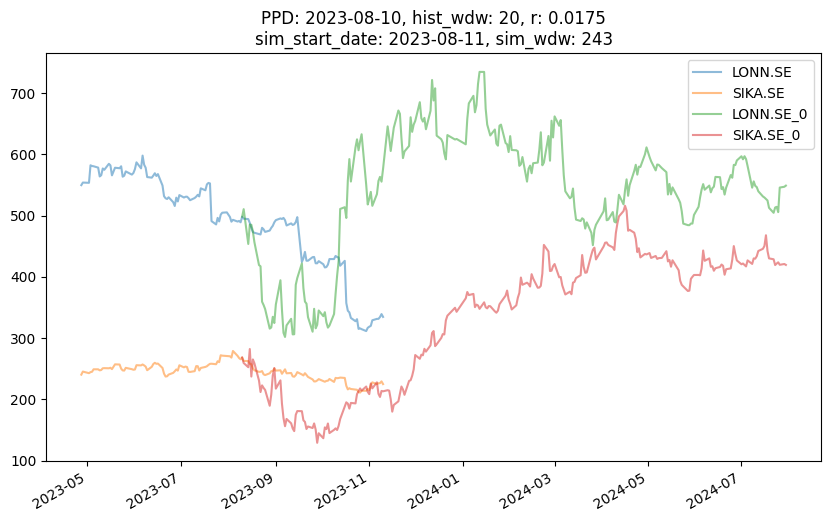 PPD: 2023-08-10, hist_wdw: 20, r: 0.0175
sim_start_date: 2023-08-11, sim_wdw: 243
LONN.SE
SIKA.SE
LONN.SE_0
SIKA.SE_0
700
600
500
400
300
200
100
2023-05
2023-07
2023-09
2023-11
2024-01
2024-03
2024-05
2024-07